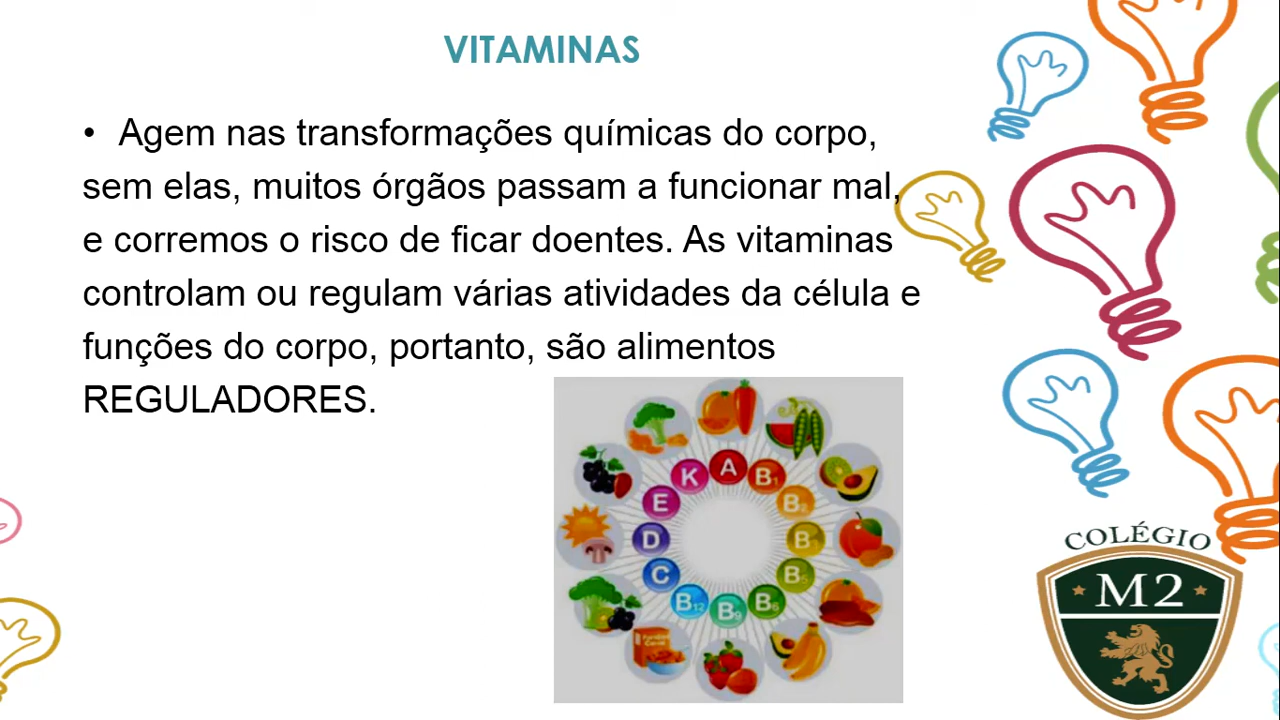 VITAMINAS
• Agem nas transformações químicas do corpo,
sem elas, muitos órgãos passam a funcionar mal,
e corremos o risco de ficar doentes. As vitaminas
controlam ou regulam várias atividades da célula e
funções do corpo, portanto, são alimentos
REGULADORES.
K A B1
E B2
D B3
C B5
B12 B9 B6
COLÉGIO
M2